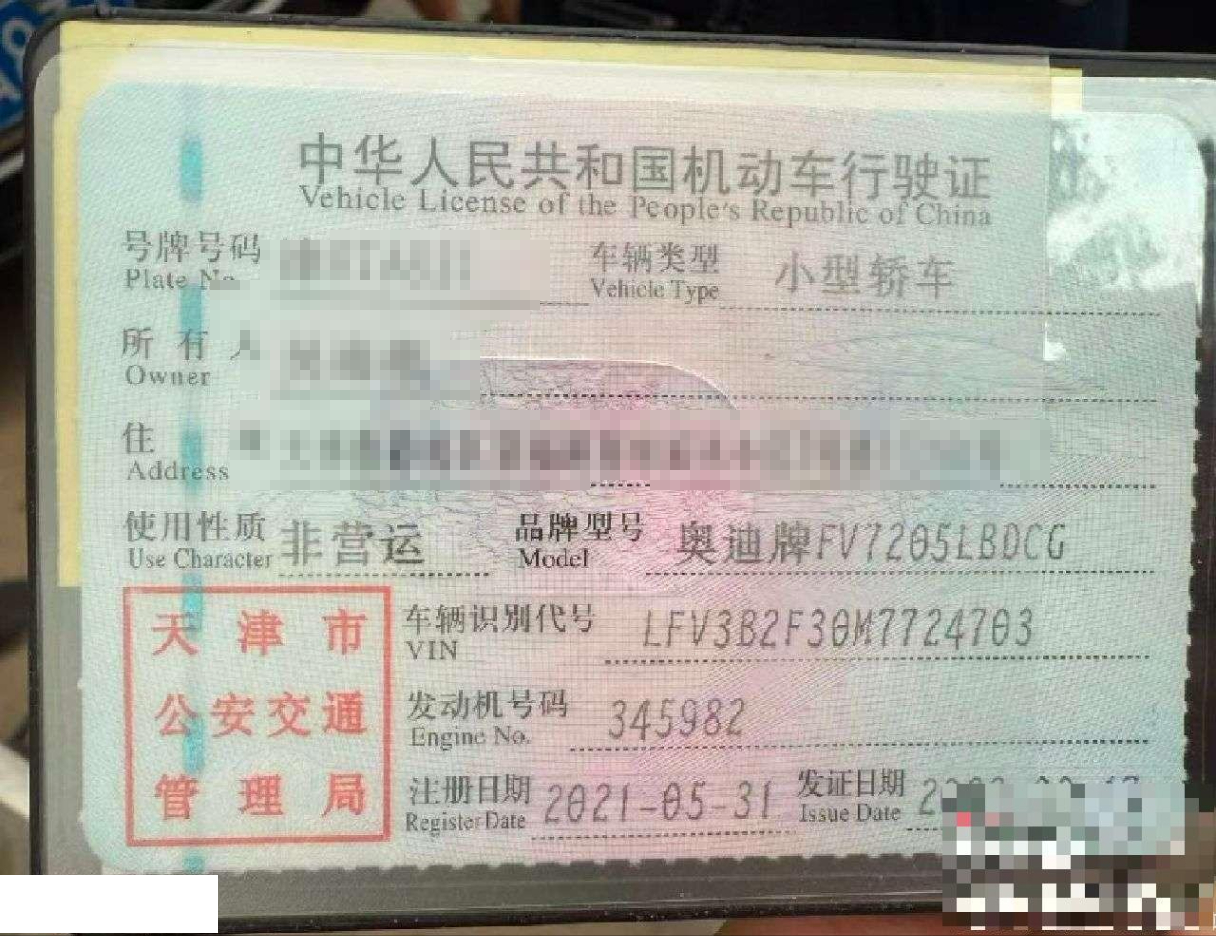 中华人民共和国机动车行驶证
Vehicle License of the People's Republic of China
号牌号码 车辆类型 小型轿车
Plate No. Vehicle Type
所有人
Owner
住
Address
使用性质 非营运 品牌型号 奥迪牌FV7205LBDCG
Use Character Model
天津市 车辆识别代号 LFV3B2F30M7724703
VIN
公安交通 发动机号码 345982
Engine No.
管理局 注册日期 2021-05-31 发证日期
Register Date Issue Date